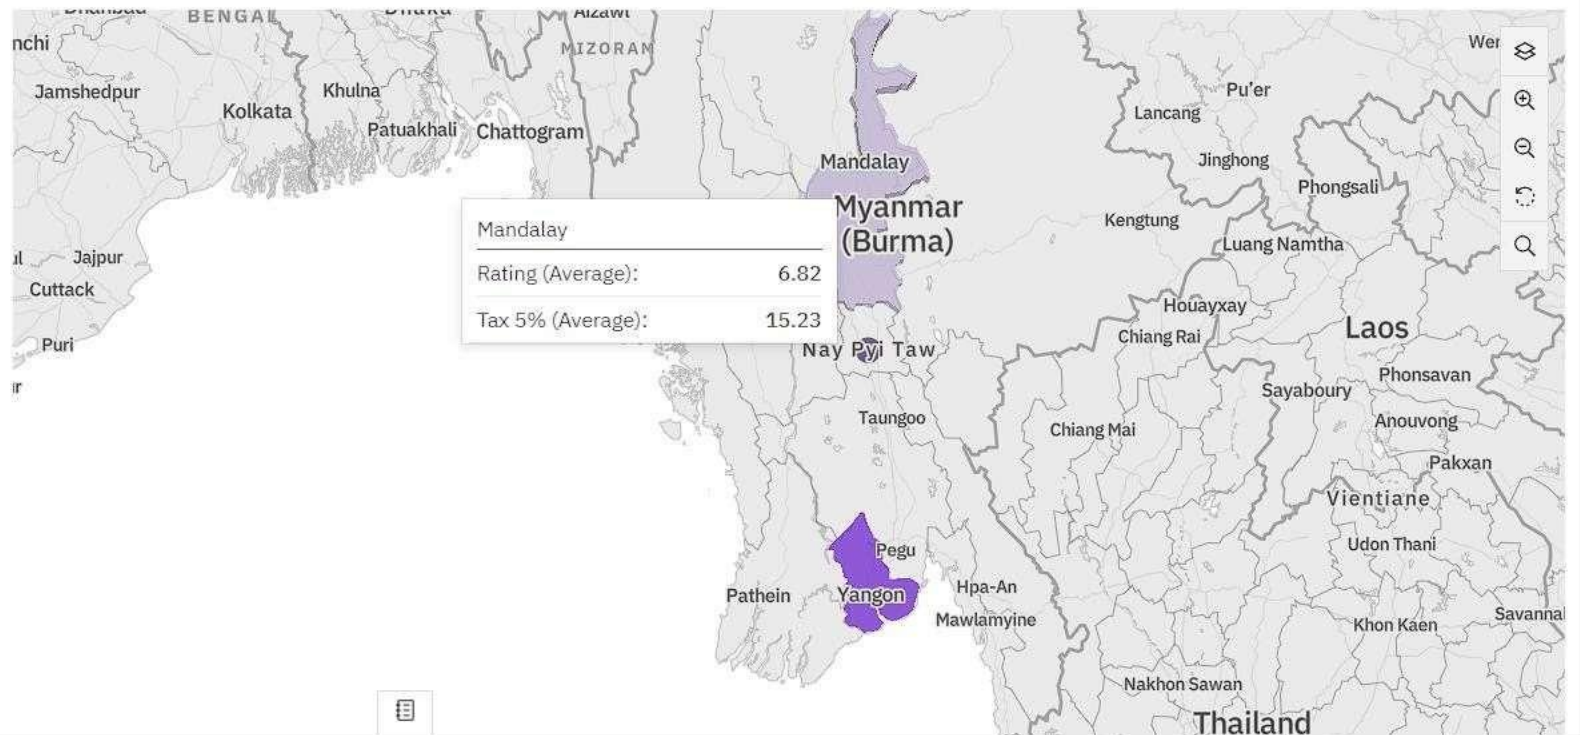 BENGAL
Dhaka
Aizawl
MIZORAM
Jamshedpur
Khulna
Kolkata
Patuakhali
Chattogram
Pu'er
Lancang
Mandalay
Jinghong
Phongsali
Myanmar
(Burma)
Kengtung
Luang Namtha
Mandalay
Rating (Average): 6.82
Tax 5% (Average): 15.23
Jajpur
Cuttack
Puri
Houayxay
Chiang Rai
Laos
Nay Pyi Taw
Phonsavan
Sayaboury
Taungoo
Chiang Mai
Anouvong
Pakxan
Vientiane
Udon Thani
Pegu
Yangon
Pathein
Hpa-An
Mawlamyine
Khon Kaen
Savanna
Nakhon Sawan
Thailand